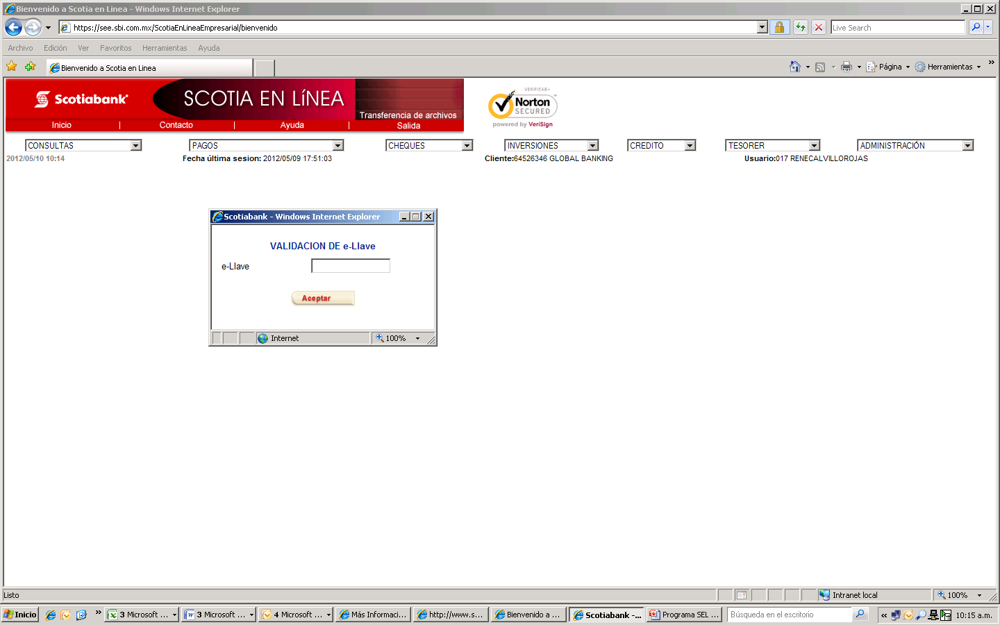 Bienvenido a Scotia en Linea - Windows Internet Explorer
https://see.sbi.com.mx/ScotiaEnLineaEmpresarial/bienvenido
Live Search
Archivo Edición Ver Favoritos Herramientas Ayuda
Bienvenido a Scotia en Linea
Página
Herramientas
»
Scotiabank
SCOTIA EN LíNEA
Transferencia de archivos
Inicio | Contacto | Ayuda | Salida
VERIFICAR▸
Norton
SECURED
powered by VeriSign
CONSULTAS PAGOS CHEQUES INVERSIONES CREDITO TESORER ADMINISTRACIÓN
2012/05/10 10:14 Fecha última sesion: 2012/05/09 17:51:03 Cliente:64526346 GLOBAL BANKING Usuario:017 RENECALVILLOROJAS
Scotiabank - Windows Internet Explorer
VALIDACION DE e-Llave
e-Llave
Aceptar
Internet 100%
Listo Intranet local 100%
Inicio » 3 Microsoft ... 3 Microsoft ... 4 Microsoft ... Más Informaci... http://www.s... Bienvenido a ... Scotiabank -... Programa SEL ... Búsqueda en el escritorio « 10:15 a.m.